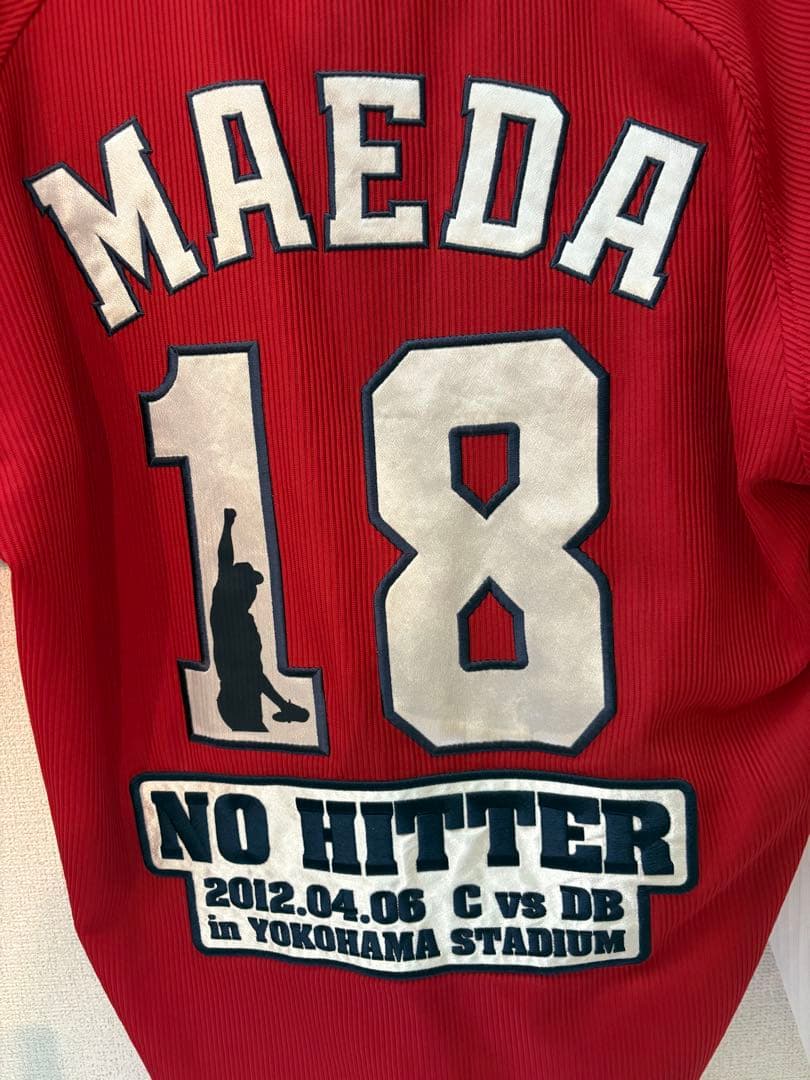 MAEDA
18
NO HITTER
2012.04.06 C vs DB
in YOKOHAMA STADIUM